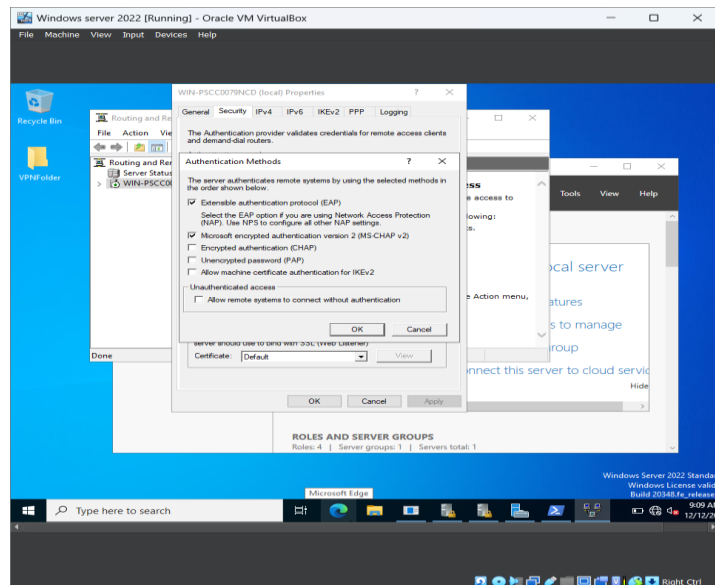 Windows server 2022 [Running] - Oracle VM VirtualBox
File Machine View Input Devices Help
Recycle Bin
VPNFolder
Routing and Re
File Action Vie
Routing and Rer
Server Status
WIN-P5CC0
Done
WIN-PSCC0079NCD (local) Properties
General Security IPv4 IPv6 IKEv2 PPP Logging
The Authentication provider validates credentials for remote access clients
and demand-dial routers.
Authentication Methods
The server authenticates remote systems by using the selected methods in
the order shown below.
Extensible authentication protocol (EAP)
Select the EAP option if you are using Network Access Protection
(NAP). Use NPS to configure all other NAP settings.
Microsoft encrypted authentication version 2 (MS-CHAP v2)
Encrypted authentication (CHAP)
Unencrypted password (PAP)
Allow machine certificate authentication for IKEv2
Unauthenticated access
Allow remote systems to connect without authentication
OK Cancel
server should use to bind with SSL (Web Listener)
Certificate: Default View
OK Cancel Apply
ess
e access to
lowing:
ks.
e Action menu,
Tools View Help
ocal server
atures
s to manage
roup
nnect this server to cloud servic
Hide
ROLES AND SERVER GROUPS
Roles: 4 | Server groups: 1 | Servers total: 1
Windows Server 2022 Standa
Windows License valid
Build 20348.fe_release
Microsoft Edge
Type here to search
9:09 AM
12/12/20
Right Ctrl